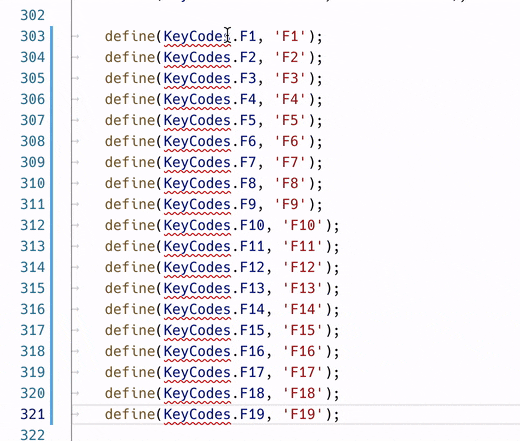 302
303 define(KeyCodes.F1, 'F1');
304 define(KeyCodes.F2, 'F2');
305 define(KeyCodes.F3, 'F3');
306 define(KeyCodes.F4, 'F4');
307 define(KeyCodes.F5, 'F5');
308 define(KeyCodes.F6, 'F6');
309 define(KeyCodes.F7, 'F7');
310 define(KeyCodes.F8, 'F8');
311 define(KeyCodes.F9, 'F9');
312 define(KeyCodes.F10, 'F10');
313 define(KeyCodes.F11, 'F11');
314 define(KeyCodes.F12, 'F12');
315 define(KeyCodes.F13, 'F13');
316 define(KeyCodes.F14, 'F14');
317 define(KeyCodes.F15, 'F15');
318 define(KeyCodes.F16, 'F16');
319 define(KeyCodes.F17, 'F17');
320 define(KeyCodes.F18, 'F18');
321 define(KeyCodes.F19, 'F19');
322